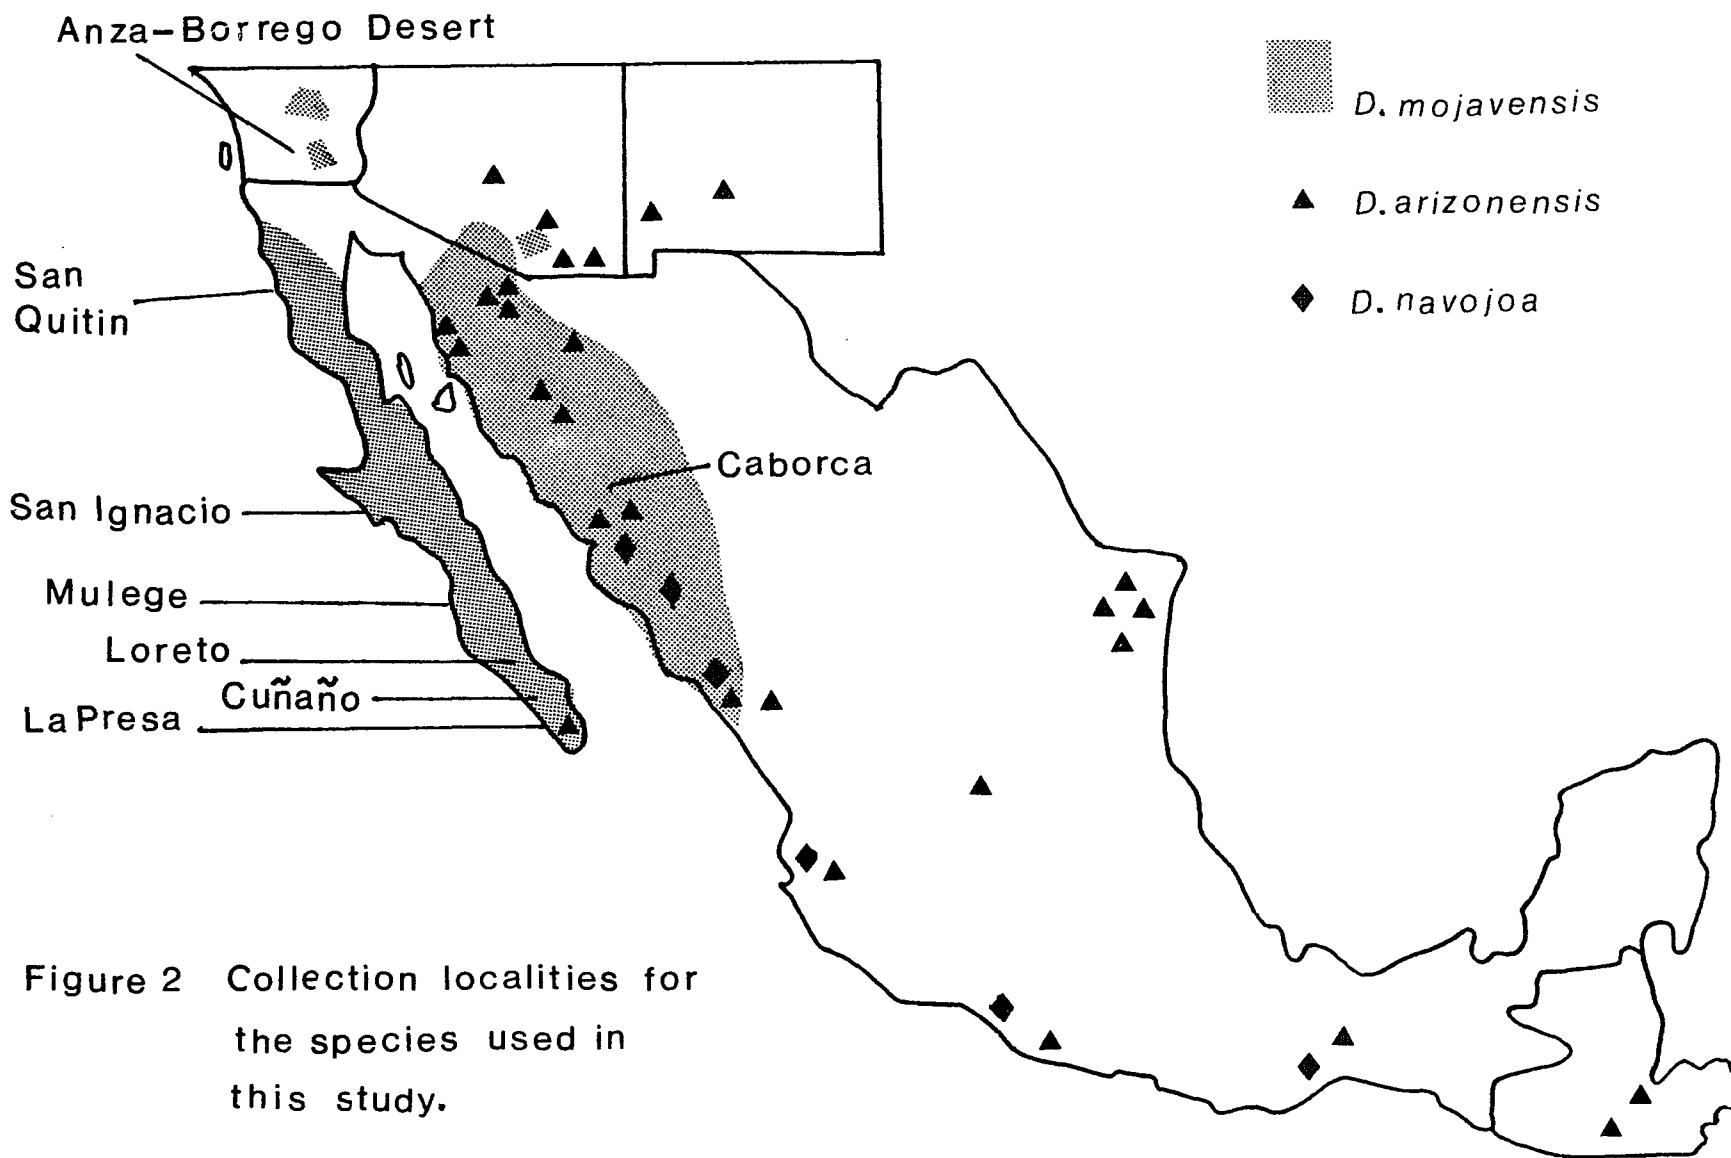 Anza-Borrego Desert
D. mojavensis
D. arizonensis
D. navojoa
San
Quitin
Caborca
San Ignacio
Mulege
Loreto
Cuñaño
La Presa
Figure 2 Collection localities for
the species used in
this study.